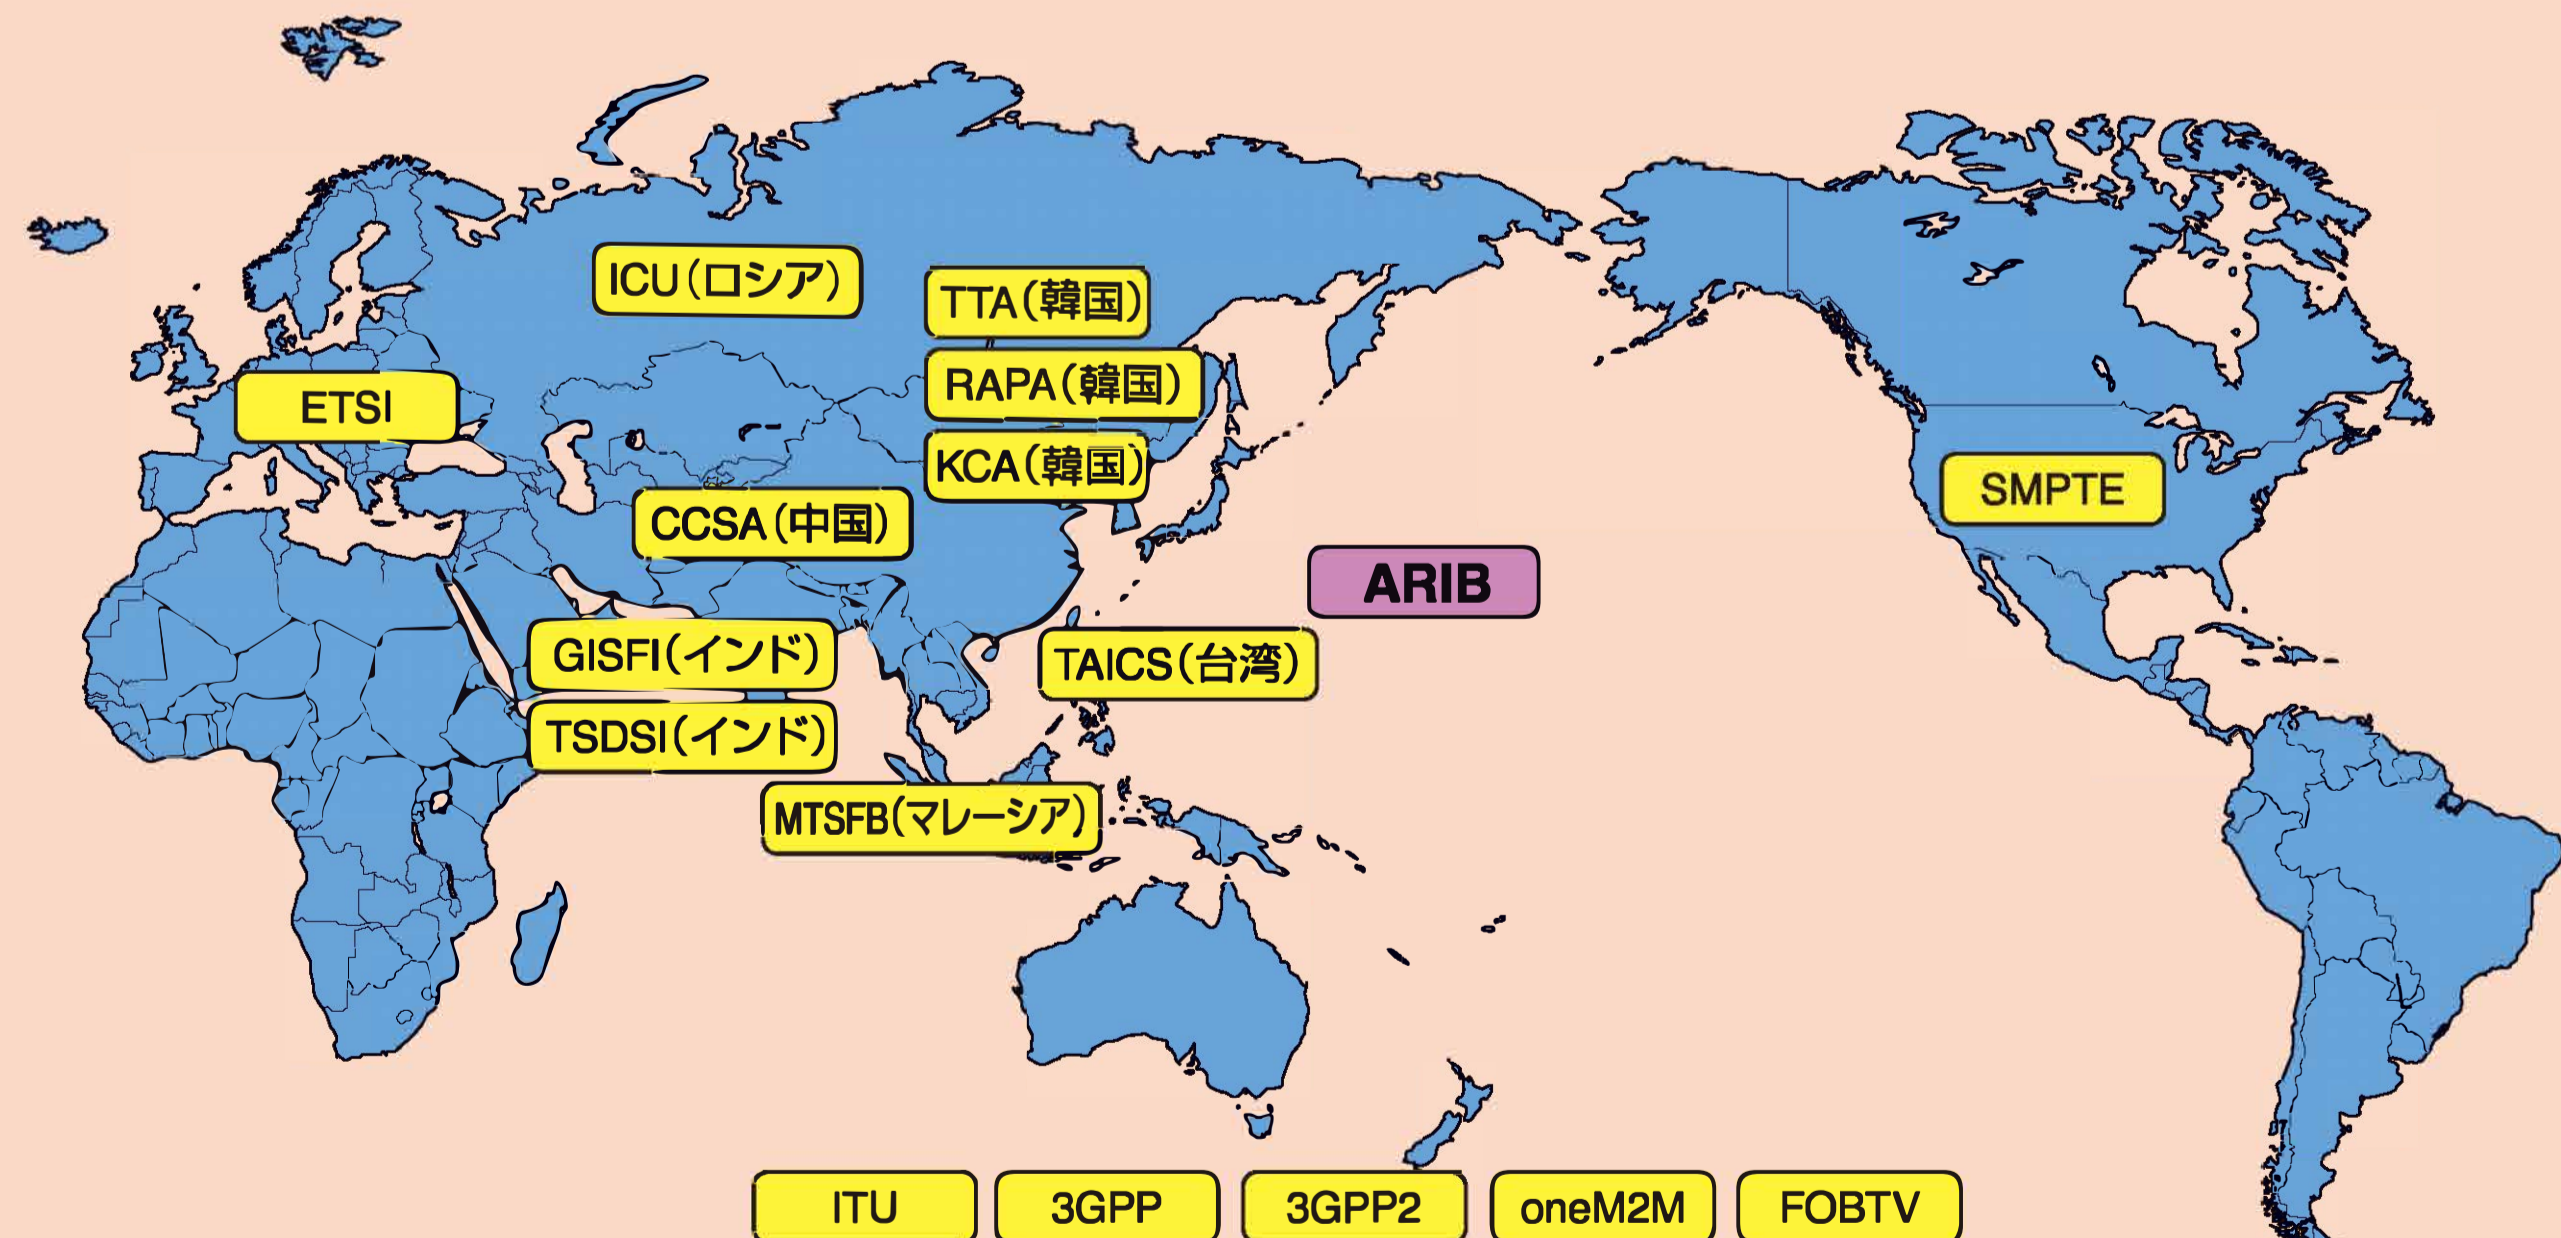 ICU（ロシア）
TTA（韓国）
RAPA（韓国）
ETSI
KCA（韓国）
SMPTE
CCSA（中国）
ARIB
GISFI（インド）
TAICS（台湾）
TSDSI（インド）
MTSFB（マレーシア）
ITU
3GPP
3GPP2
oneM2M
FOBTV